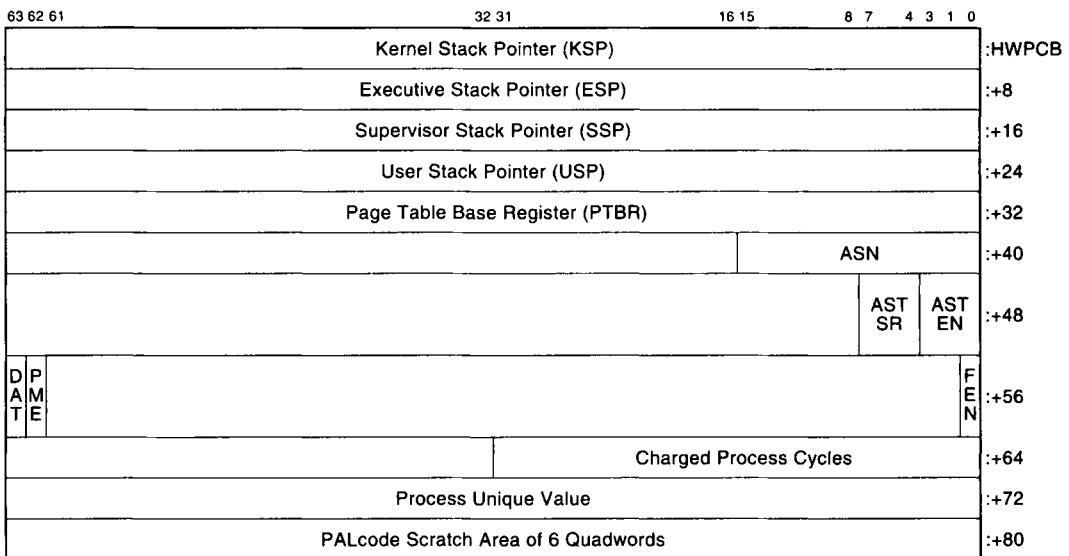 63 62 61 32 31 16 15 8 7 4 3 1 0
Kernel Stack Pointer (KSP) :HWPCB
Executive Stack Pointer (ESP) :+8
Supervisor Stack Pointer (SSP) :+16
User Stack Pointer (USP) :+24
Page Table Base Register (PTBR) :+32
ASN :+40
AST SR AST EN :+48
DAT PME FEN :+56
Charged Process Cycles :+64
Process Unique Value :+72
PALcode Scratch Area of 6 Quadwords :+80